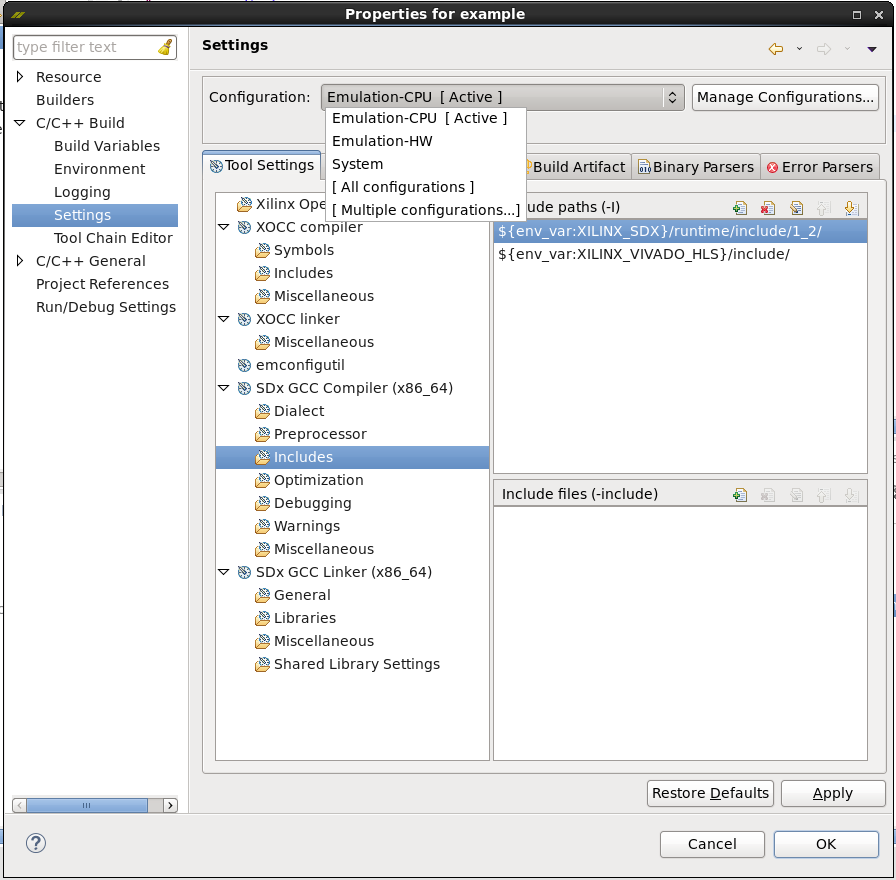 Properties for example
type filter text
Resource
Builders
C/C++ Build
Build Variables
Environment
Logging
Settings
Tool Chain Editor
C/C++ General
Project References
Run/Debug Settings
Settings
Configuration:
Emulation-CPU [ Active ]
Manage Configurations...
Emulation-CPU [ Active ]
Emulation-HW
System
[ All configurations ]
[ Multiple configurations...]
Tool Settings
Build Artifact
Binary Parsers
Error Parsers
Xilinx Ope
XOCC compiler
Symbols
Includes
Miscellaneous
XOCC linker
Miscellaneous
emconfigutil
SDx GCC Compiler (x86_64)
Dialect
Preprocessor
Includes
Optimization
Debugging
Warnings
Miscellaneous
SDx GCC Linker (x86_64)
General
Libraries
Miscellaneous
Shared Library Settings
ude paths (-I)
${env_var:XILINX_SDX}/runtime/include/1_2/
${env_var:XILINX_VIVADO_HLS}/include/
Include files (-include)
Restore Defaults
Apply
Cancel
OK